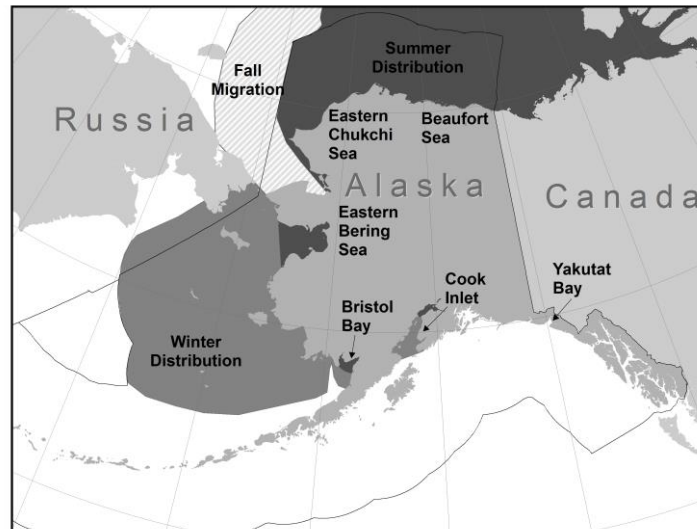 Summer
Distribution
Fall
Migration
Russia
Eastern
Chukchi
Sea
Beaufort
Sea
Alaska
Canada
Eastern
Bering
Sea
Cook
Inlet
Yakutat
Bay
Bristol
Bay
Winter
Distribution